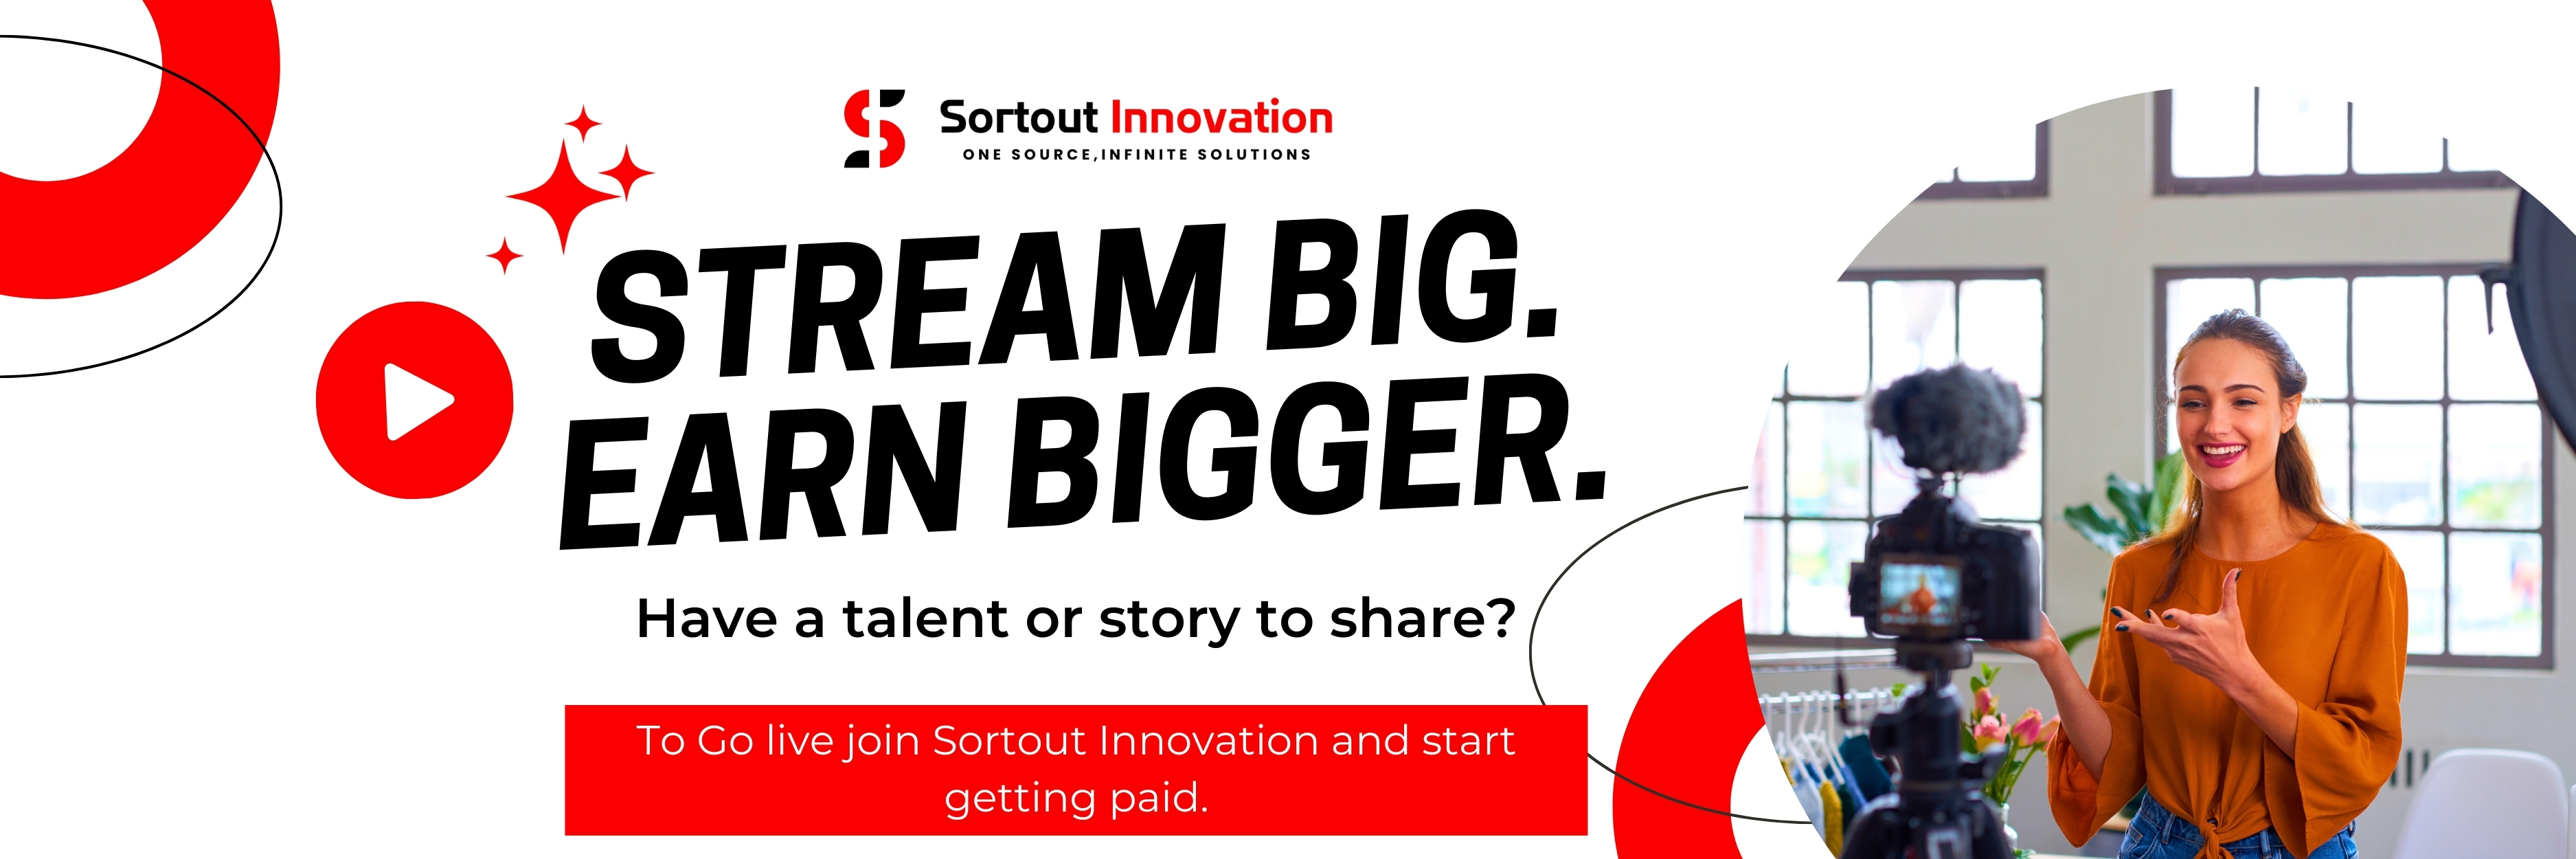 Sortout Innovation
ONE SOURCE,INFINITE SOLUTIONS
STREAM BIG.
EARN BIGGER.
Have a talent or story to share?
To Go live join Sortout Innovation and start
getting paid.